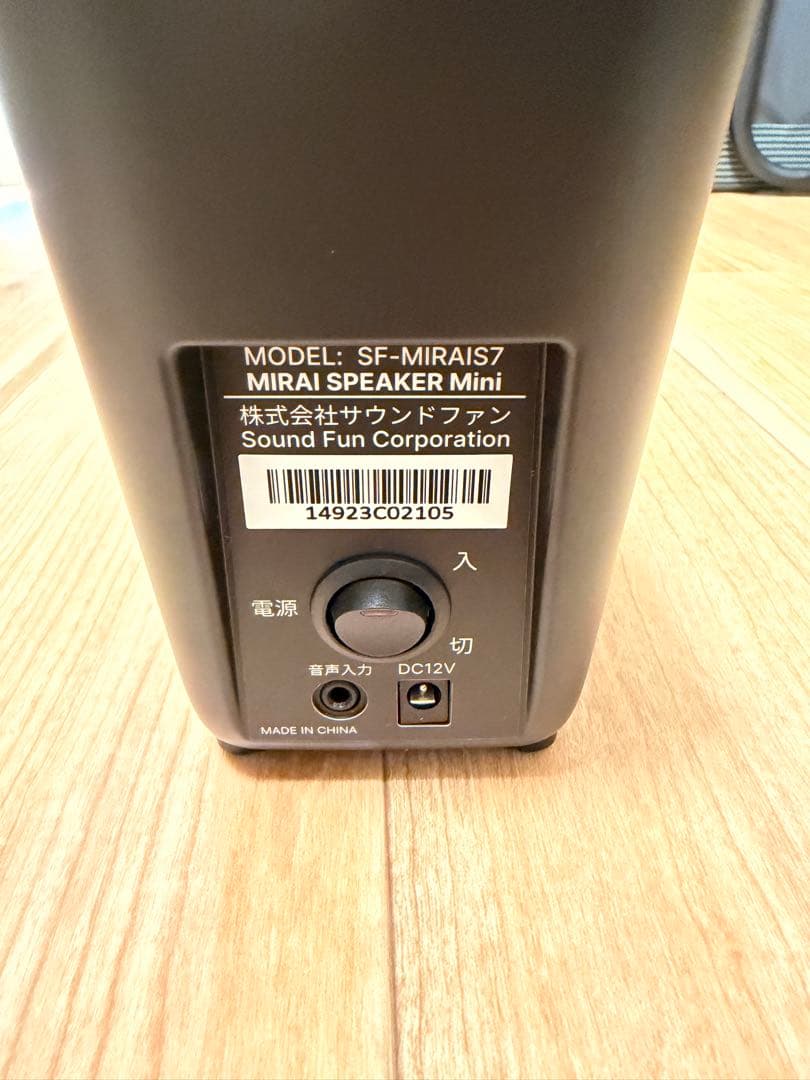 MODEL: SF-MIRAIS7
MIRAI SPEAKER Mini
株式会社サウンドファン
Sound Fun Corporation
14923C02105
入
電源
切
音声入力 DC12V
MADE IN CHINA